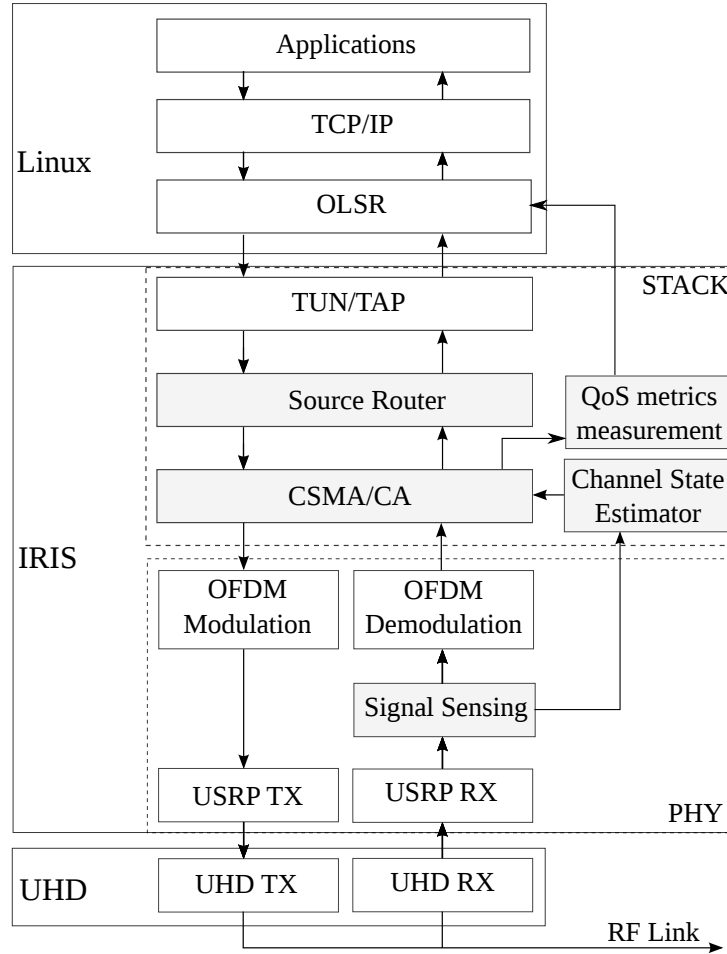 Applications
TCP/IP
Linux
OLSR
STACK
TUN/TAP
Source Router
QoS metrics
measurement
CSMA/CA
Channel State
Estimator
IRIS
OFDM
Modulation
OFDM
Demodulation
Signal Sensing
USRP TX
USRP RX
PHY
UHD
UHD TX
UHD RX
RF Link